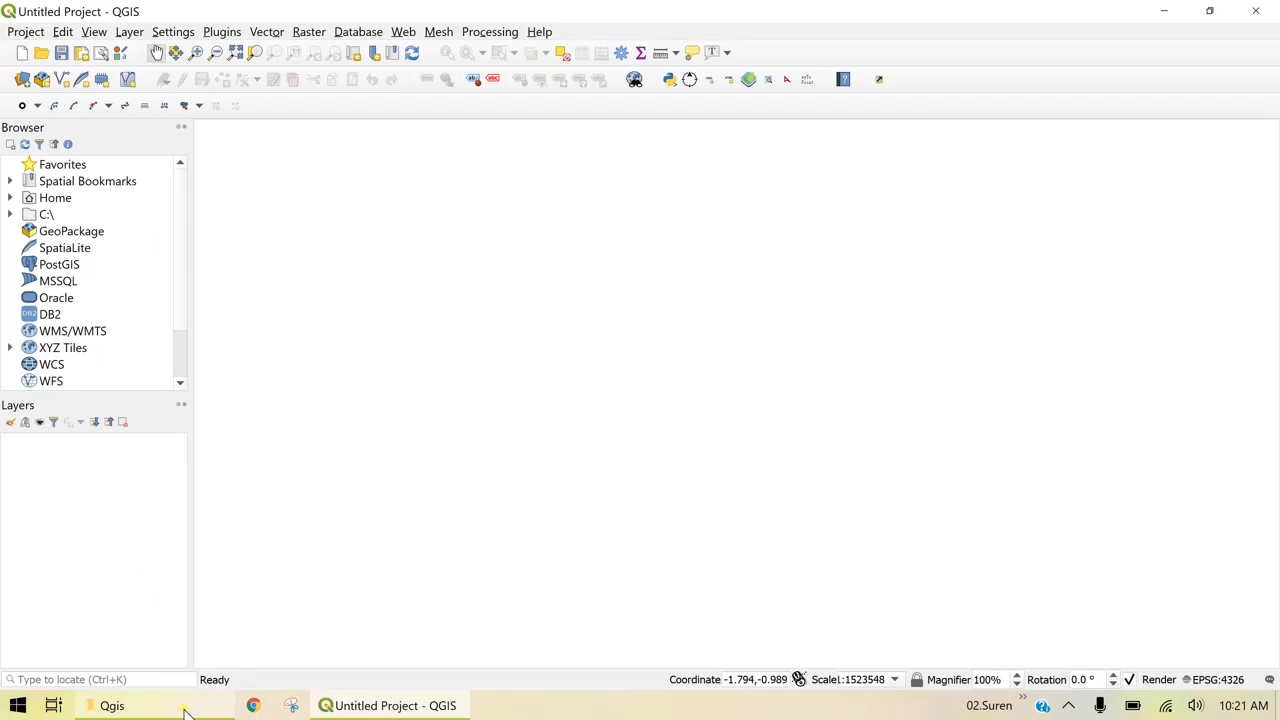 Untitled Project - QGIS
Project Edit View Layer Settings Plugins Vector Raster Database Web Mesh Processing Help
Browser
Favorites
Spatial Bookmarks
Home
C:\
GeoPackage
SpatiaLite
PostGIS
MSSQL
Oracle
DB2
WMS/WMTS
XYZ Tiles
WCS
WFS
Layers
Type to locate (Ctrl+K) Ready Coordinate -1.794,-0.989 Scale 1:1523548 Magnifier 100% Rotation 0.0 ° Render EPSG:4326
Qgis Untitled Project - QGIS 02.Suren 10:21 AM